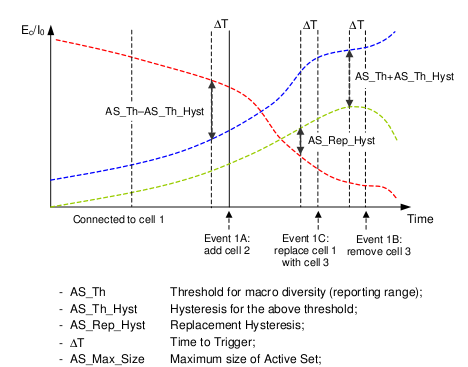 E_c/I_0
ΔT
ΔT
ΔT
AS_Th+AS_Th_Hyst
AS_Th–AS_Th_Hyst
AS_Rep_Hyst
Connected to cell 1
Time
Event 1A:
add cell 2
Event 1C:
replace cell 1
with cell 3
Event 1B:
remove cell 3
- AS_Th Threshold for macro diversity (reporting range);
- AS_Th_Hyst Hysteresis for the above threshold;
- AS_Rep_Hyst Replacement Hysteresis;
- ΔT Time to Trigger;
- AS_Max_Size Maximum size of Active Set;